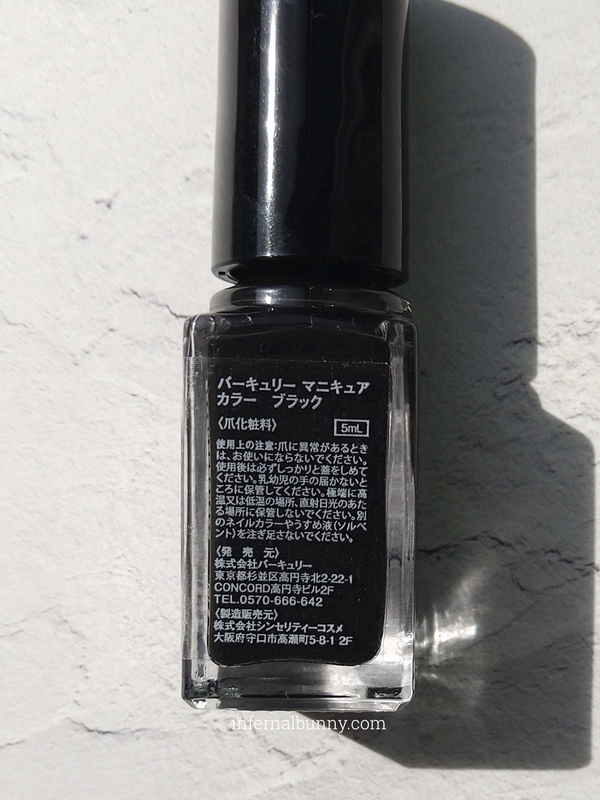 バーキュリー マニキュア
カラー　ブラック
〈爪化粧料〉
5mL
使用上の注意:爪に異常があるとき
は、お使いにならないでください。
使用後は必ずしっかりと蓋をしめて
ください。乳幼児の手の届かないと
ころに保管してください。極端に高
温又は低温の場所、直射日光のあた
る場所に保管しないでください。別
のネイルカラーやうすめ液(ソルベ
ント)を注ぎ足さないでください。
〈発　売　元〉
株式会社バーキュリー
東京都杉並区高円寺北2-22-1
CONCORD高円寺ビル2F
TEL.0570-666-642
〈製造販売元〉
株式会社シンセリティーコスメ
大阪府守口市高瀬町5-8-1 2F
infernalbunny.com